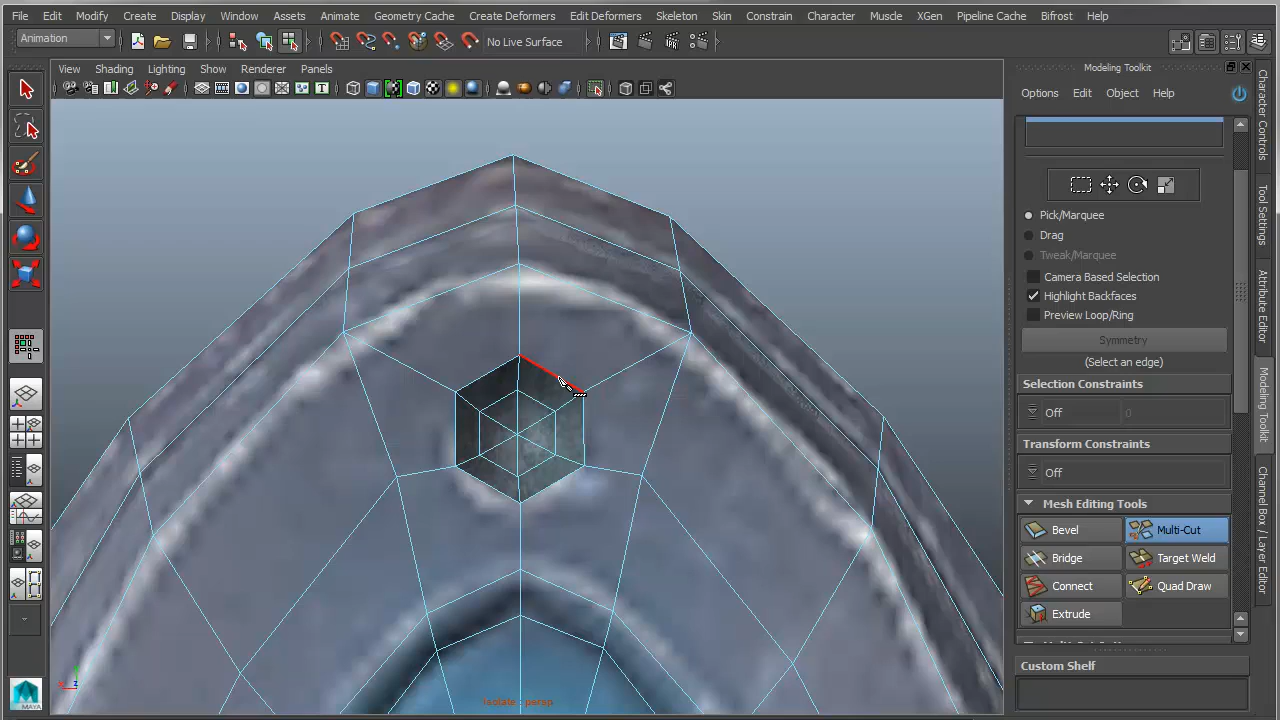 File Edit Modify Create Display Window Assets Animate Geometry Cache Create Deformers Edit Deformers Skeleton Skin Constrain Character Muscle XGen Pipeline Cache Bifrost Help
Animation
No Live Surface
View Shading Lighting Show Renderer Panels
Modeling Toolkit
Options Edit Object Help
Pick/Marquee
Drag
Tweak/Marquee
Camera Based Selection
Highlight Backfaces
Preview Loop/Ring
Symmetry
(Select an edge)
Selection Constraints
Off 0
Transform Constraints
Off
Mesh Editing Tools
Bevel Multi-Cut
Bridge Target Weld
Connect Quad Draw
Extrude
Custom Shelf
Character Controls
Tool Settings
Attribute Editor
Modeling Toolkit
Channel Box / Layer Editor
Isolate : persp
MAYA